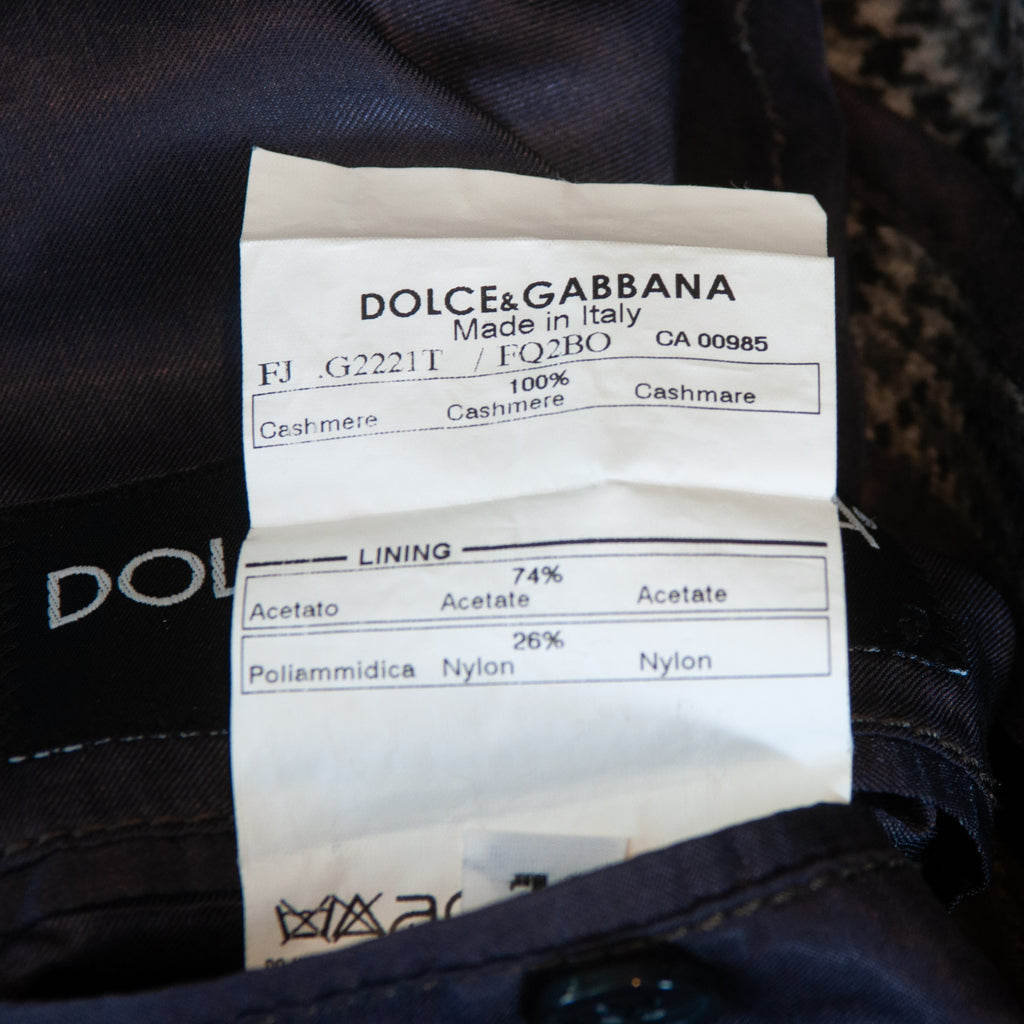 DOLCE&GABBANA
Made in Italy
FJ .G2221T / FQ2BO CA 00985
100%
Cashmere Cashmere Cashmare
DOL A
LINING
74%
Acetato Acetate Acetate
26%
Poliammidica Nylon Nylon